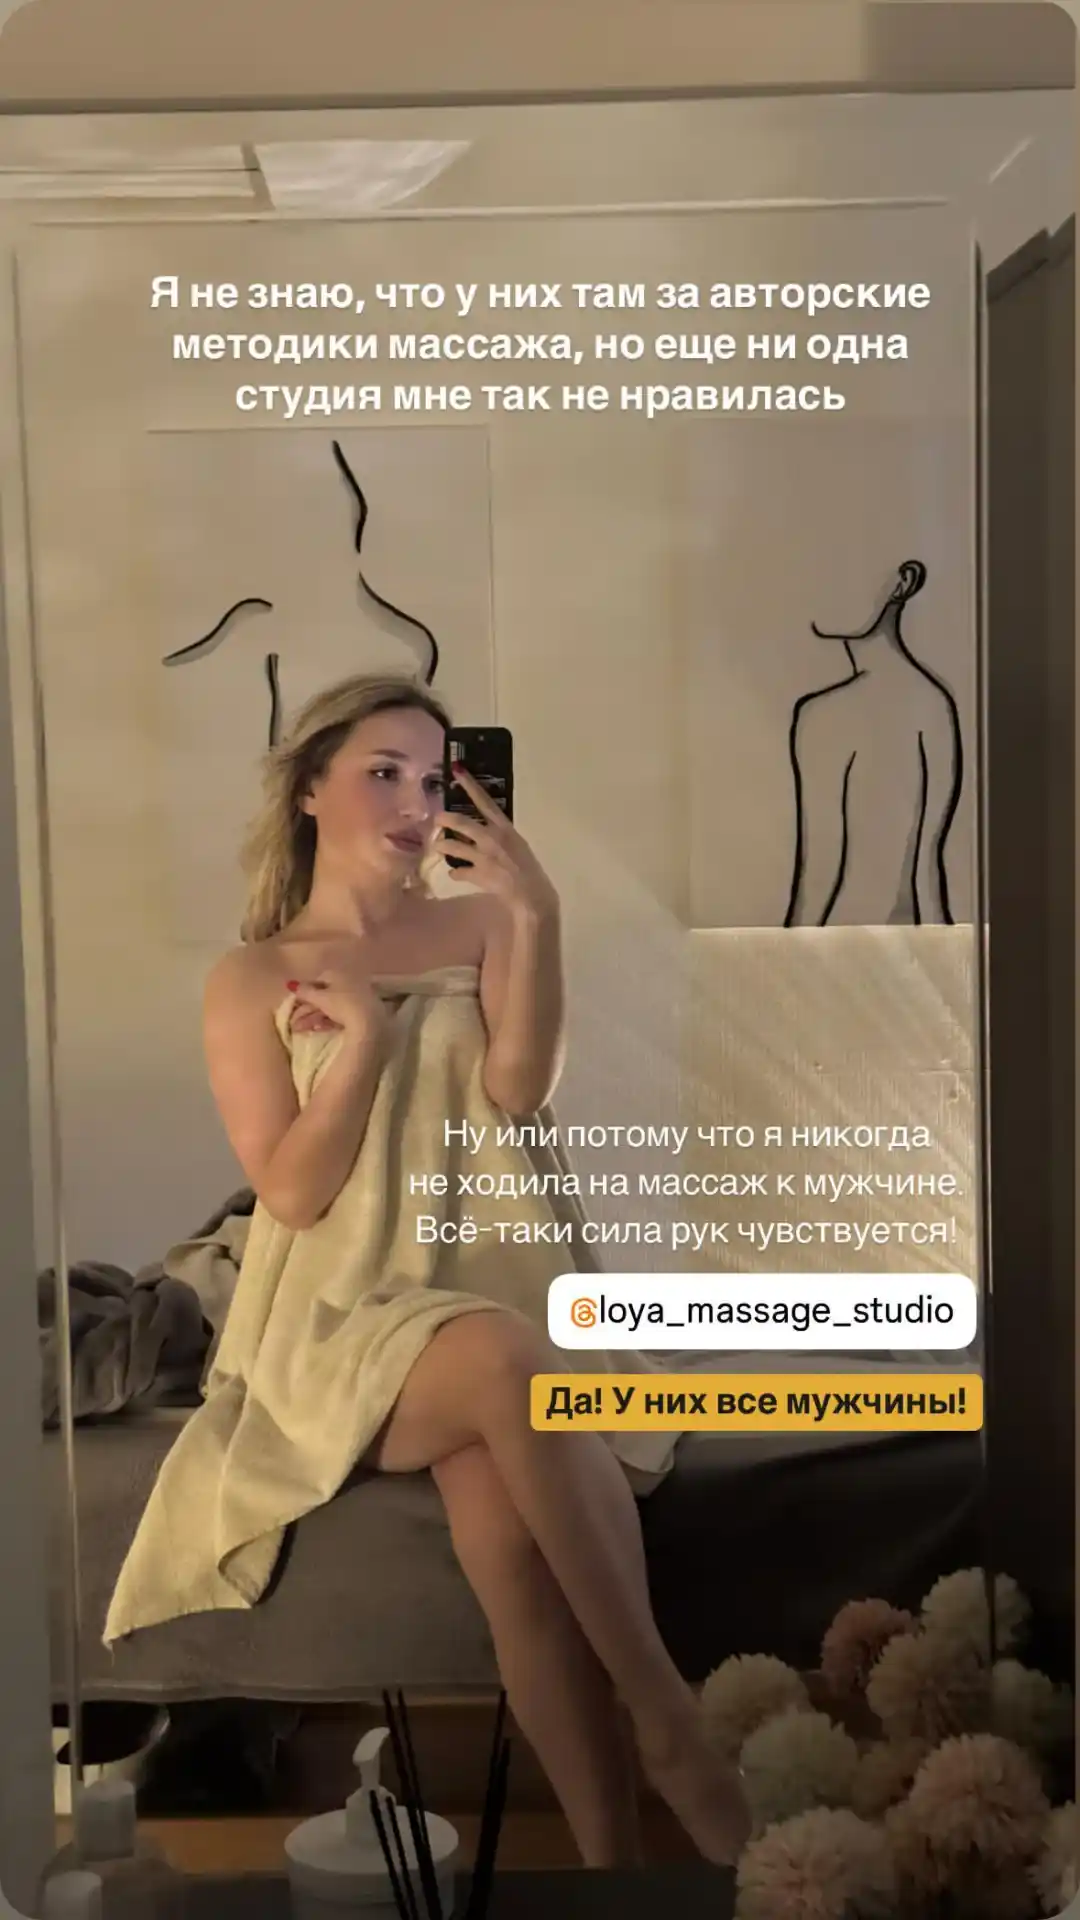 Я не знаю, что у них там за авторские
методики массажа, но еще ни одна
студия мне так не нравилась
Ну или потому что я никогда
не ходила на массаж к мужчине.
Всё-таки сила рук чувствуется!
@loya_massage_studio
Да! У них все мужчины!